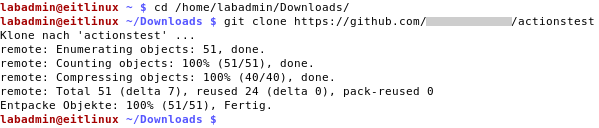 labadmin@eitlinux ~ $ cd /home/labadmin/Downloads/
labadmin@eitlinux ~/Downloads $ git clone https://github.com/ /actionstest
Klone nach 'actionstest' ...
remote: Enumerating objects: 51, done.
remote: Counting objects: 100% (51/51), done.
remote: Compressing objects: 100% (40/40), done.
remote: Total 51 (delta 7), reused 24 (delta 0), pack-reused 0
Entpacke Objekte: 100% (51/51), Fertig.
labadmin@eitlinux ~/Downloads $